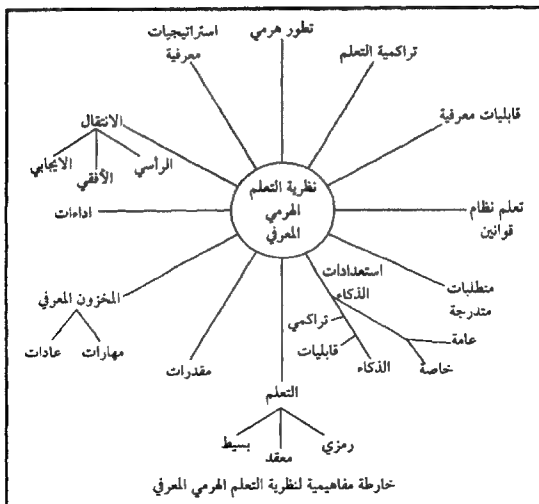 تطور هرمي
استراتيجيات
معرفية
تراكمية التعلم
قابليات معرفية
الانتقال
الرأسي
الأفقي
الايجابي
نظرية التعلم
الهرمي
المعرفي
تعلم نظام
قوانين
اداءات
متطلبات
متدرجة
استعدادات
الذكاء
عامة
خاصة
تراكمي
قابليات
الذكاء
المخزون المعرفي
مهارات
عادات
مقدرات
التعلم
رمزي
معقد
بسيط
خارطة مفاهيمية لنظرية التعلم الهرمي المعرفي